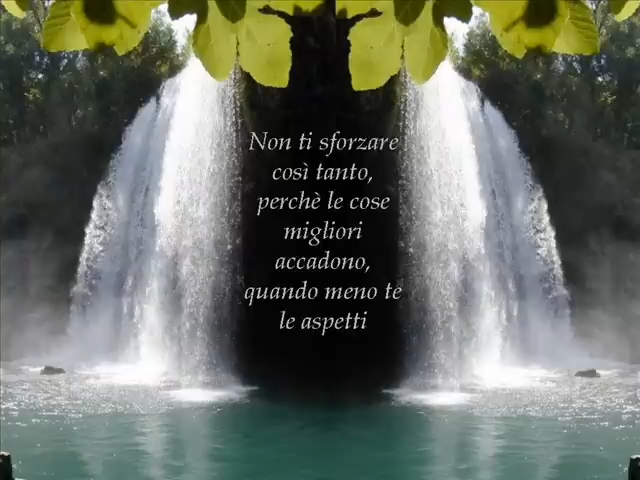 Non ti sforzare
così tanto,
perchè le cose
migliori
accadono,
quando meno te
le aspetti